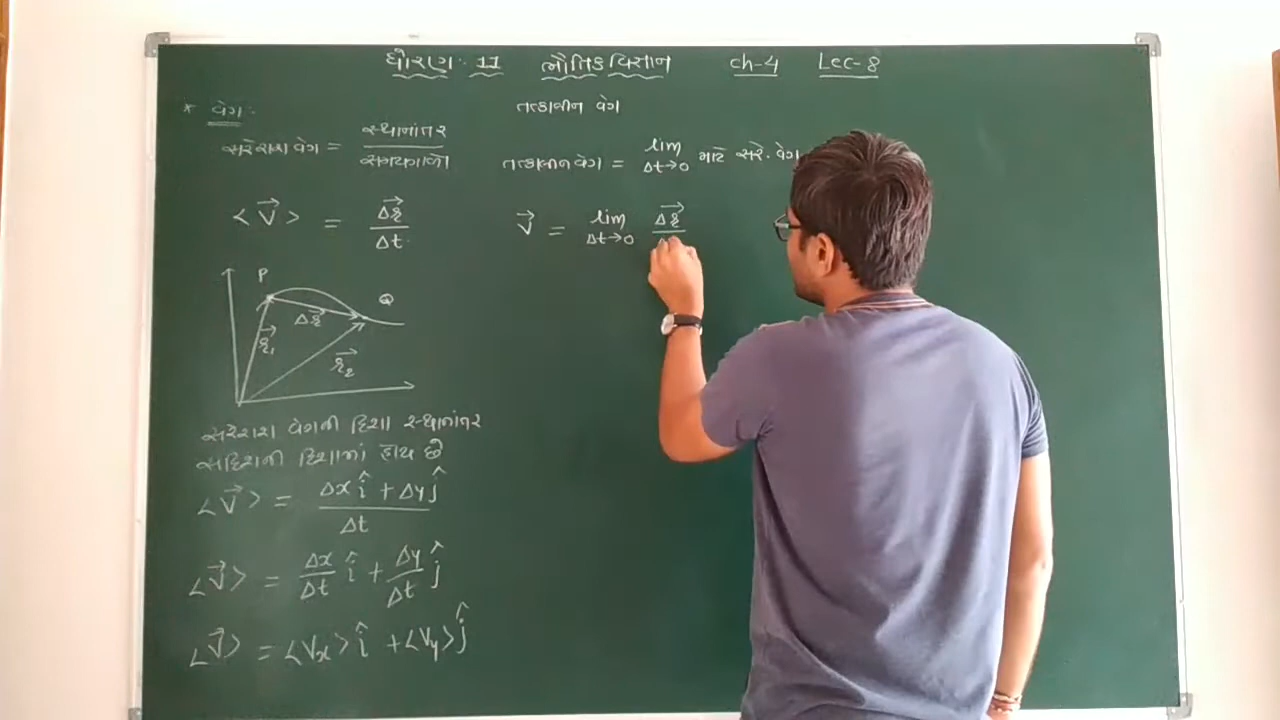 ધોરણ : 11 ભૌતિક વિજ્ઞાન ch-4 Lec-8
* વેગ :
સરેરાશ વેગ = સ્થાનાંતર / સમયગાળો
<v⃗> = Δr⃗ / Δt
P
Q
Δr⃗
r⃗₁
r⃗₂
સરેરાશ વેગની દિશા સ્થાનાંતર
સદિશની દિશામાં હોય છે
<v⃗> = Δx î + Δy ĵ / Δt
<v⃗> = Δx/Δt î + Δy/Δt ĵ
<v⃗> = <Vx> î + <Vy> ĵ
તત્કાલીન વેગ
તત્કાલીન વેગ = lim Δt→0 માટે સરે. વેગ
v⃗ = lim Δt→0 Δr⃗